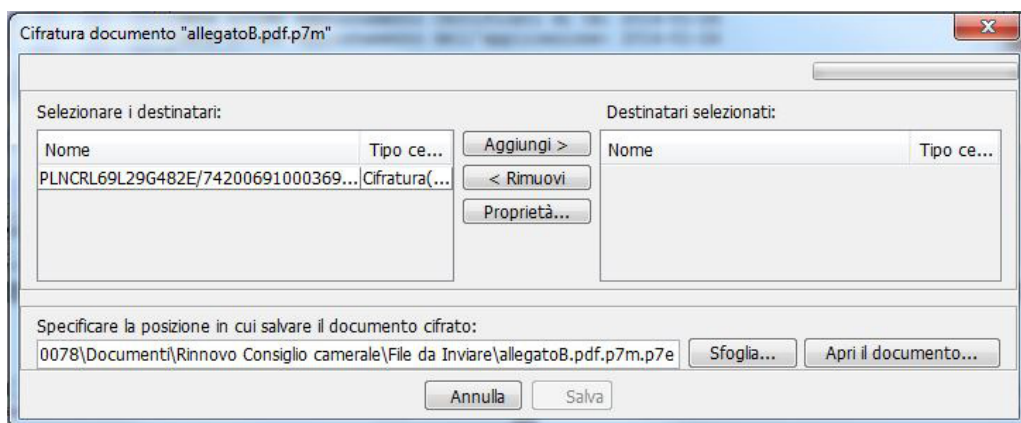 Cifratura documento "allegatoB.pdf.p7m"
Selezionare i destinatari:
Destinatari selezionati:
Nome
Tipo ce...
Aggiungi >
Nome
Tipo ce...
PLNCRL69L29G482E/74200691000369...
Cifratura(...
< Rimuovi
Proprietà...
Specificare la posizione in cui salvare il documento cifrato:
0078\Documenti\Rinnovo Consiglio camerale\File da Inviare\allegatoB.pdf.p7m.p7e
Sfoglia...
Apri il documento...
Annulla
Salva